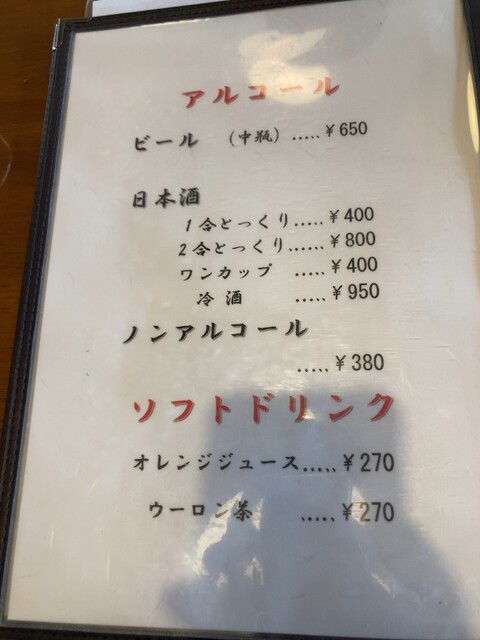 アルコール
ビール (中瓶).....¥650
日本酒
1合とっくり.....¥400
2合とっくり......¥800
ワンカップ .....¥400
冷酒 .....¥950
ノンアルコール
.....¥380
ソフトドリンク
オレンジジュース.....¥270
ウーロン茶 .....¥270